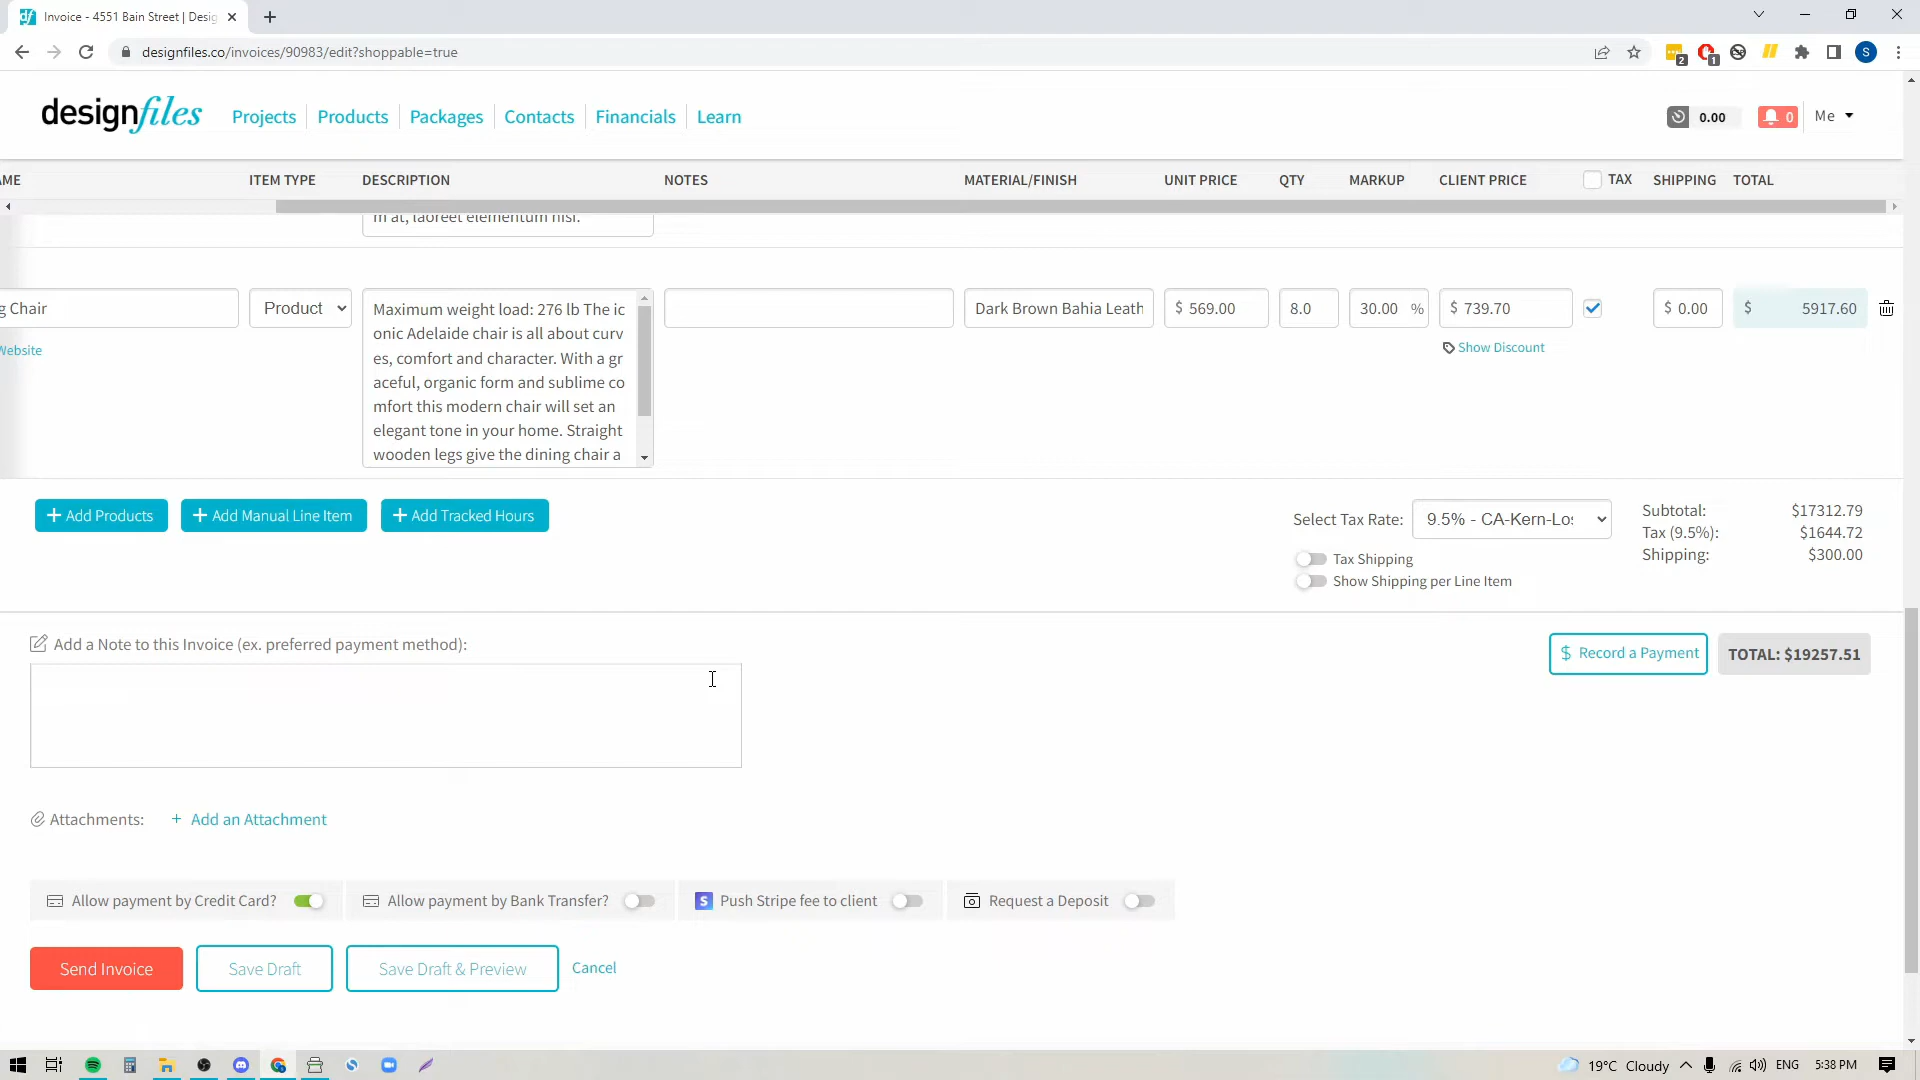 Invoice - 4551 Bain Street | Desig
designfiles.co/invoices/90983/edit?shoppable=true
2
1
S
designfiles
Projects
Products
Packages
Contacts
Financials
Learn
0.00
0
Me
AME
ITEM TYPE
DESCRIPTION
NOTES
MATERIAL/FINISH
UNIT PRICE
QTY
MARKUP
CLIENT PRICE
TAX
SHIPPING
TOTAL
m at, laoreet elementum nisl.
g Chair
Product
Maximum weight load: 276 lb The ic
onic Adelaide chair is all about curv
es, comfort and character. With a gr
aceful, organic form and sublime co
mfort this modern chair will set an
elegant tone in your home. Straight
wooden legs give the dining chair a
Dark Brown Bahia Leath
$ 569.00
8.0
30.00 %
$ 739.70
$ 0.00
$ 5917.60
Website
Show Discount
+ Add Products
+ Add Manual Line Item
+ Add Tracked Hours
Select Tax Rate:
9.5% - CA-Kern-Los
Tax Shipping
Show Shipping per Line Item
Subtotal: $17312.79
Tax (9.5%): $1644.72
Shipping: $300.00
Add a Note to this Invoice (ex. preferred payment method):
$ Record a Payment
TOTAL: $19257.51
Attachments: + Add an Attachment
Allow payment by Credit Card?
Allow payment by Bank Transfer?
S Push Stripe fee to client
Request a Deposit
Send Invoice
Save Draft
Save Draft & Preview
Cancel
19°C Cloudy
ENG
5:38 PM